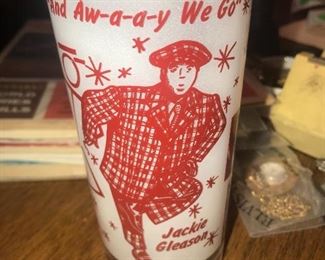 "And Aw-a-a-y We Go"
Jackie
Gleason